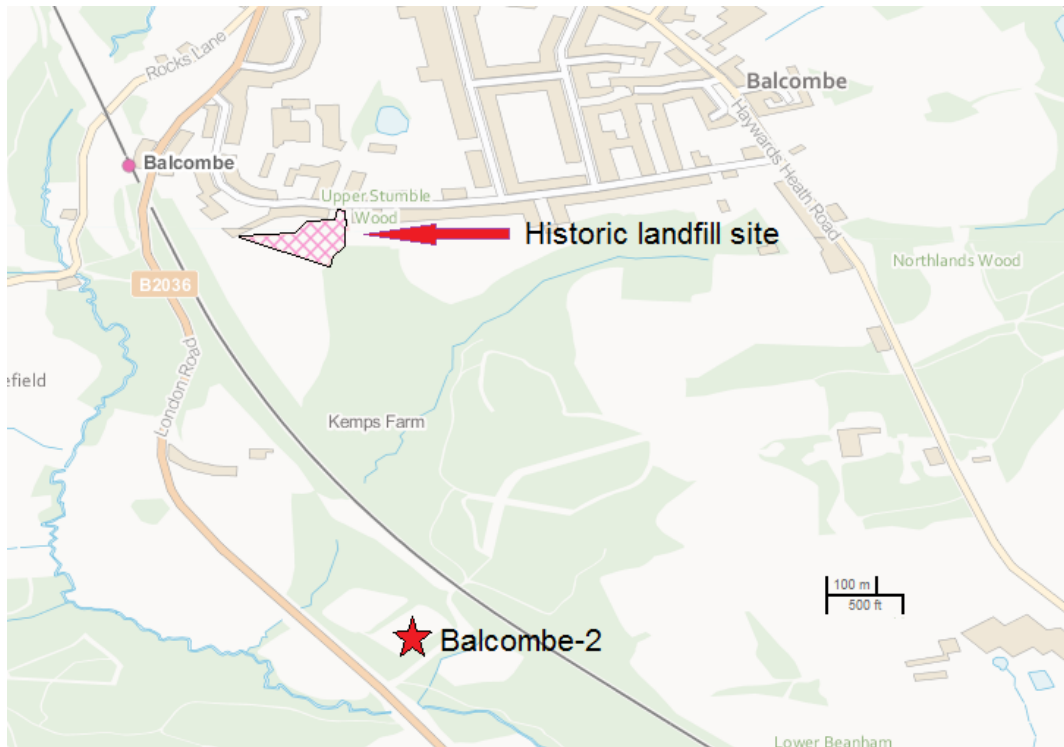 Rocks Lane
Balcombe
Haywards Heath Road
Balcombe
Upper Stumble
Wood
Historic landfill site
Northlands Wood
B2036
London Road
efield
Kemps Farm
100 m
500 ft
Balcombe-2
Lower Beanham